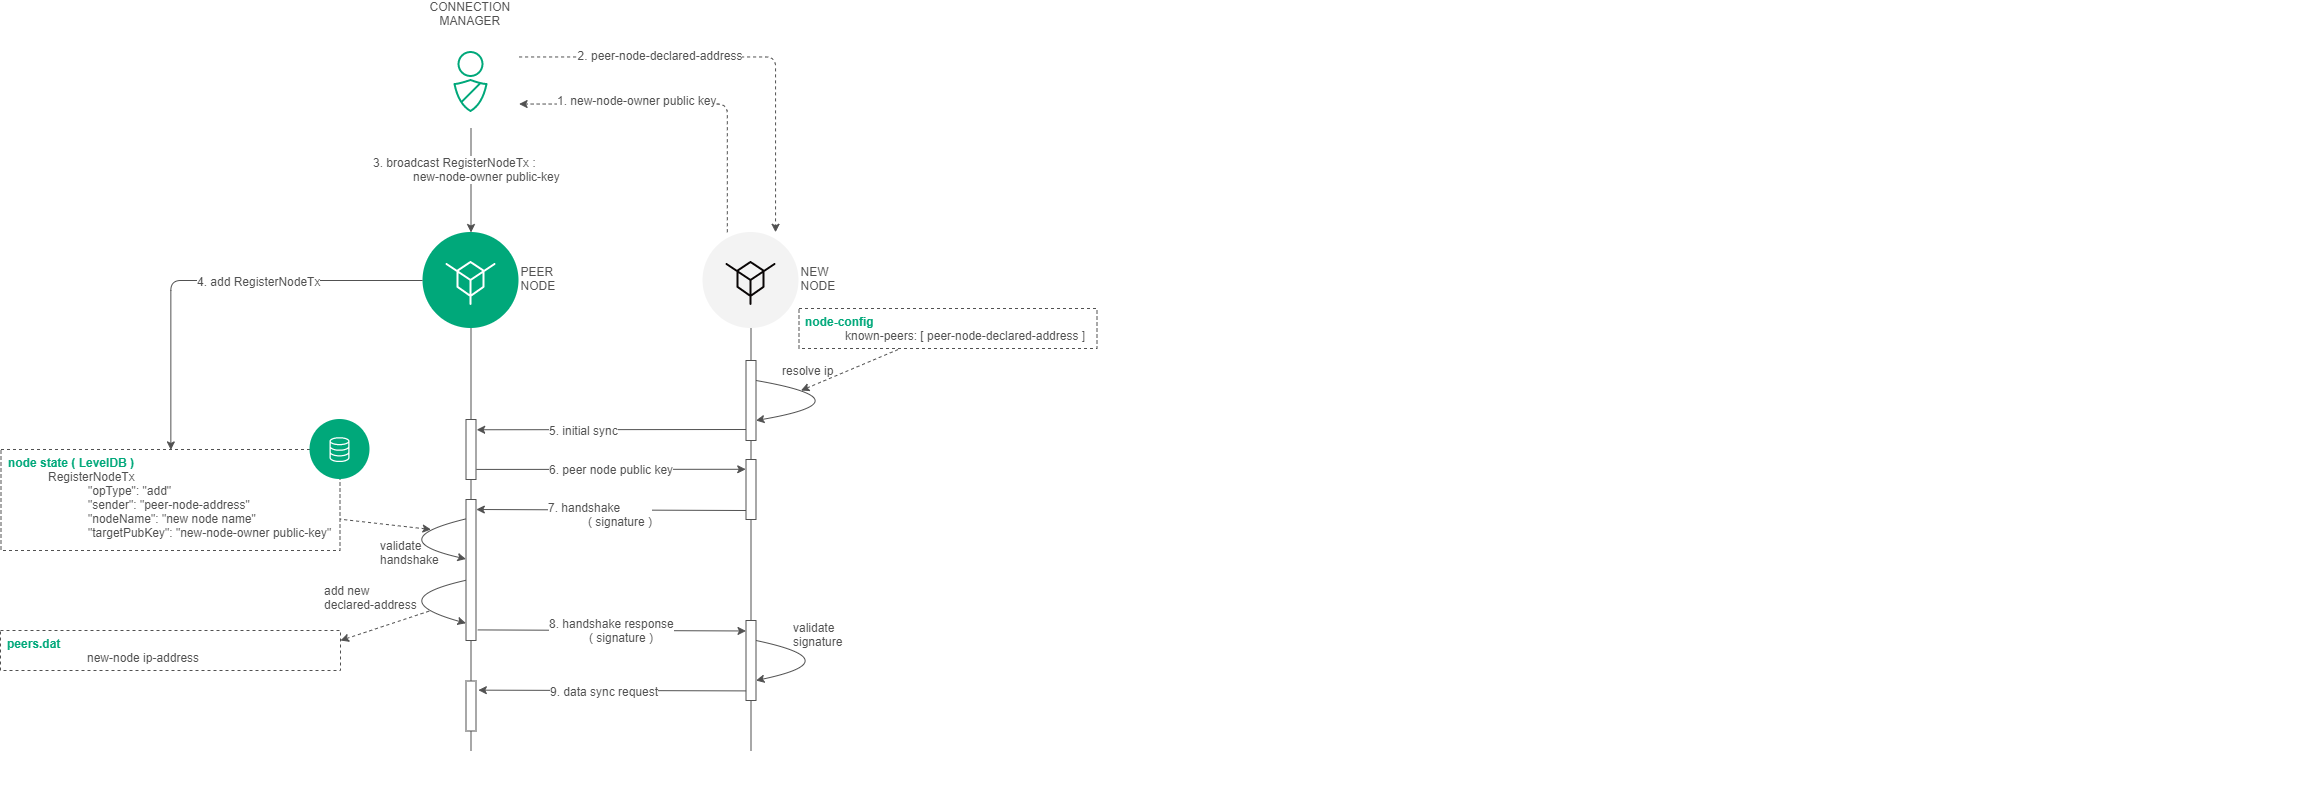 CONNECTION
MANAGER
2. peer-node-declared-address
1. new-node-owner public key
3. broadcast RegisterNodeTx :
new-node-owner public-key
4. add RegisterNodeTx
PEER
NODE
NEW
NODE
node-config
known-peers: [ peer-node-declared-address ]
resolve ip
5. initial sync
node state ( LevelDB )
RegisterNodeTx
"opType": "add"
"sender": "peer-node-address"
"nodeName": "new node name"
"targetPubKey": "new-node-owner public-key"
6. peer node public key
7. handshake
( signature )
validate
handshake
add new
declared-address
8. handshake response
( signature )
validate
signature
peers.dat
new-node ip-address
9. data sync request